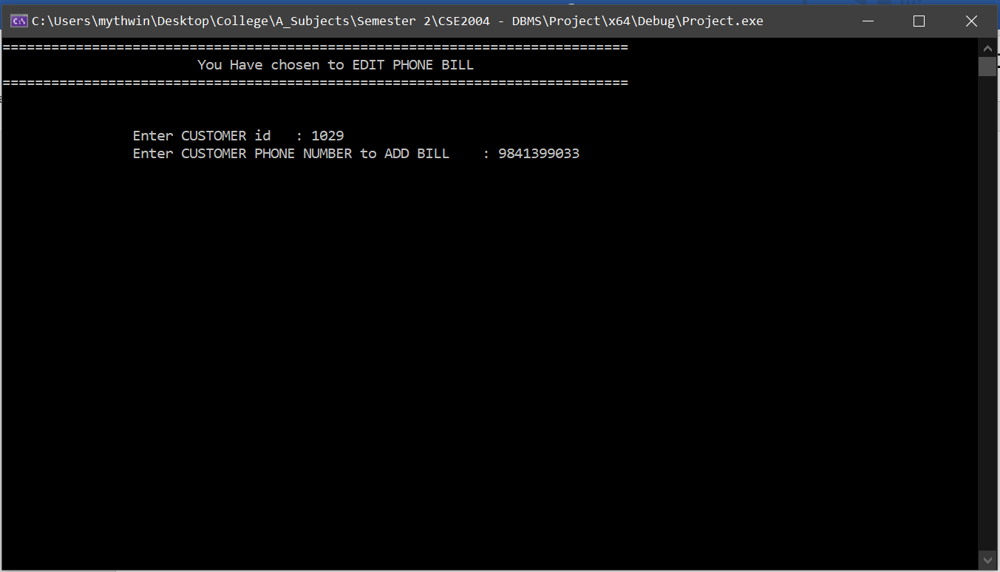 C:\Users\mythwin\Desktop\College\A_Subjects\Semester 2\CSE2004 - DBMS\Project\x64\Debug\Project.exe
=============================================================================
You Have chosen to EDIT PHONE BILL
=============================================================================
Enter CUSTOMER id   : 1029
Enter CUSTOMER PHONE NUMBER to ADD BILL    : 9841399033